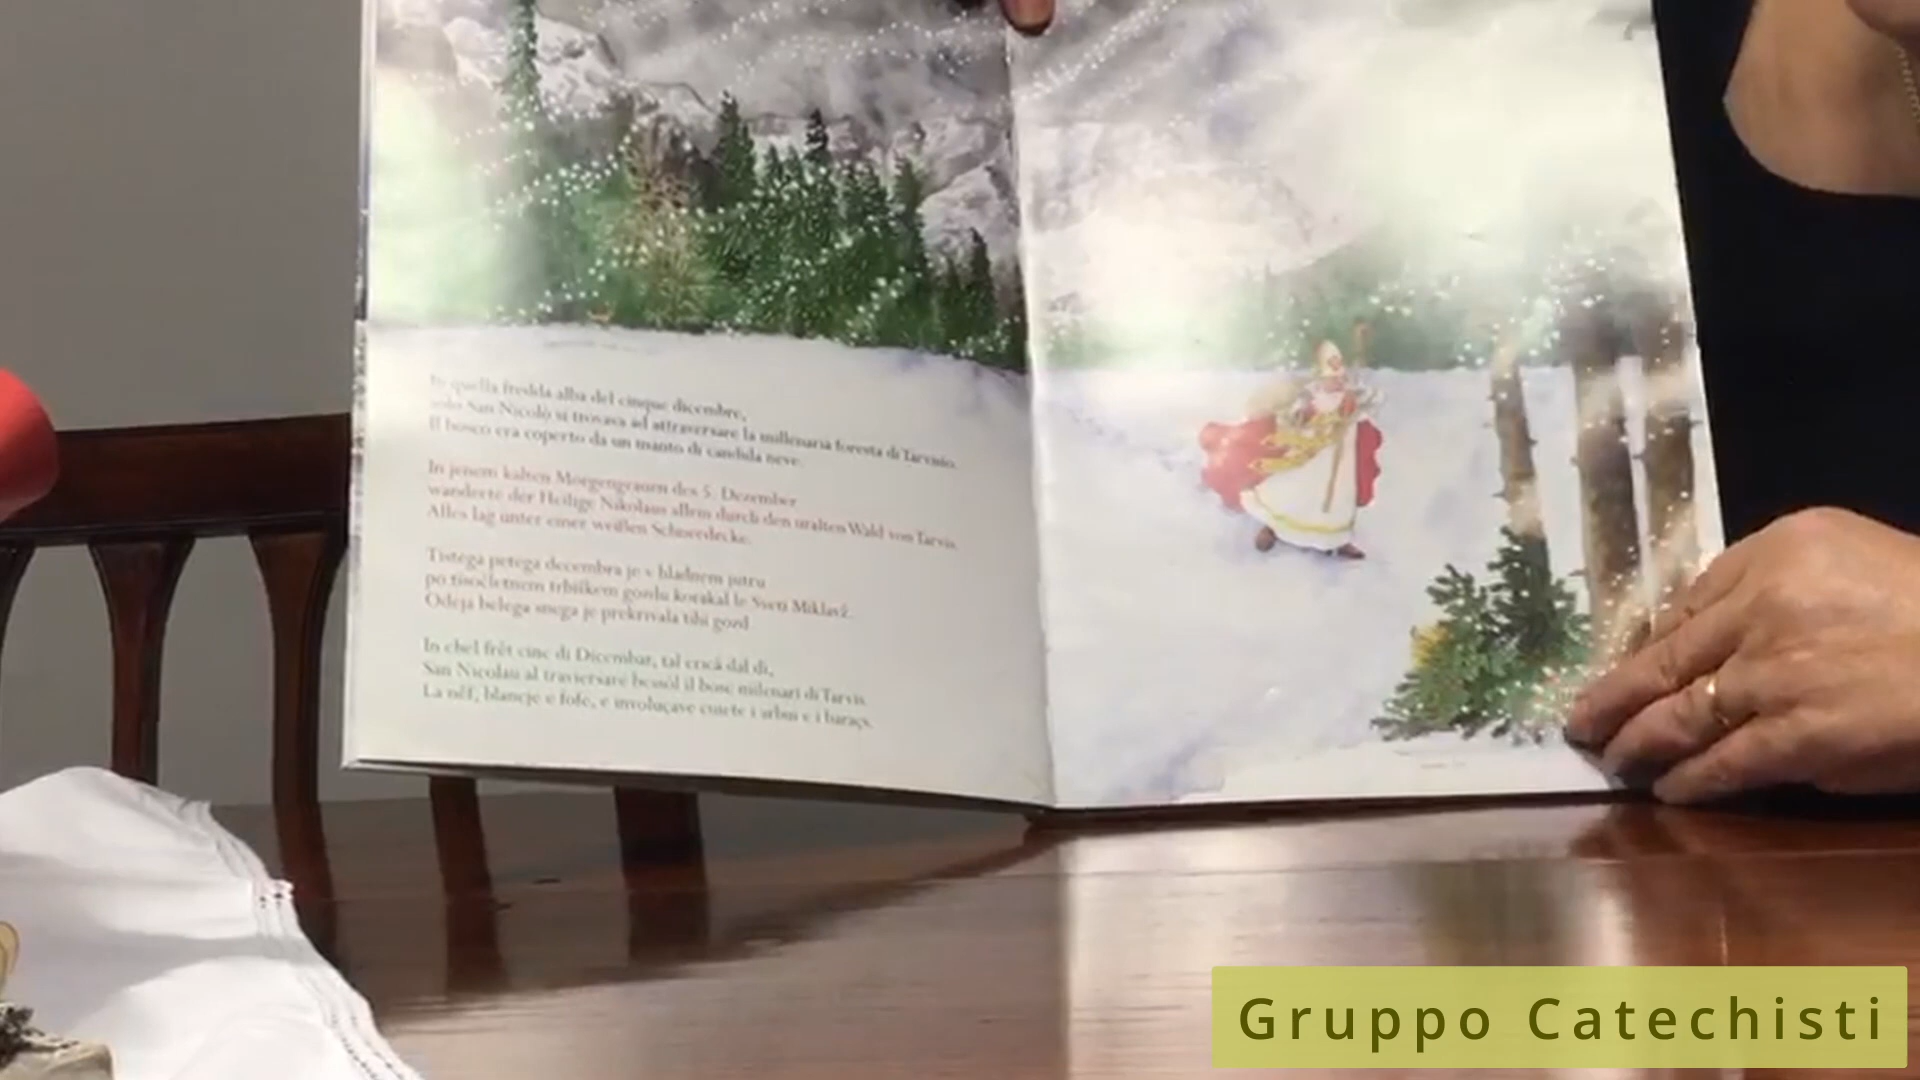 In quella fredda alba del cinque dicembre,
solo San Nicolò si trovava ad attraversare la millenaria foresta di Tarvisio.
Il bosco era coperto da un manto di candida neve.
In jenem kalten Morgengrauen des 5. Dezember
wanderte der Heilige Nikolaus allein durch den uralten Wald von Tarvis.
Alles lag unter einer weißen Schneedecke.
Tistega petega decembra je v hladnem jutru
po tisočletnem trbiškem gozdu korakal le Sveti Miklavž.
Odeja belega snega je prekrivala tihi gozd
In chel frêt cinc di Dicembar, tal cricâ dal dì,
San Nicolau al traviersave bessôl il bosc milenari di Tarvis
La nêf, blancje e fofe, e involuçave cuiete i arbui e i baraçs.
Gruppo Catechisti